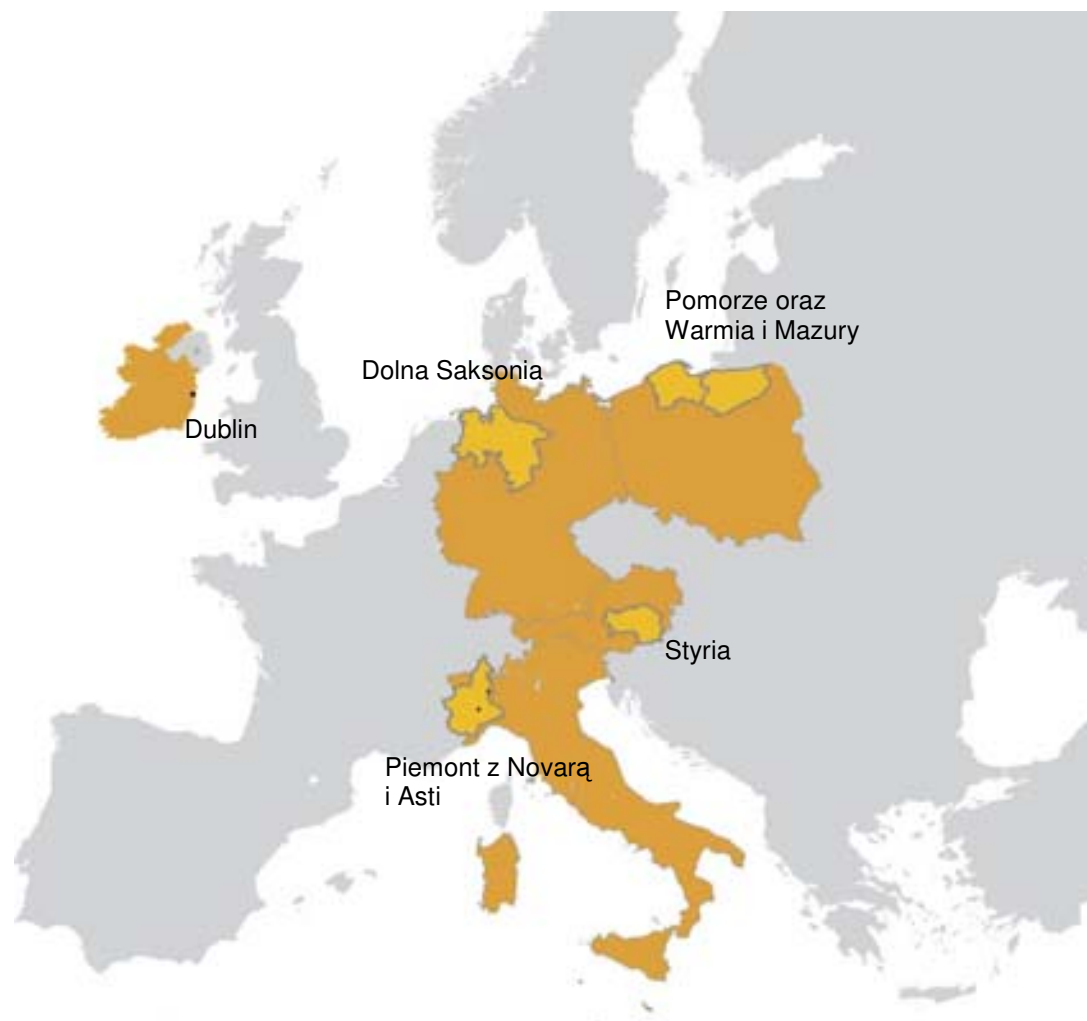 Pomorze oraz
Warmia i Mazury
Dolna Saksonia
Dublin
Styria
Piemont z Novarą
i Asti